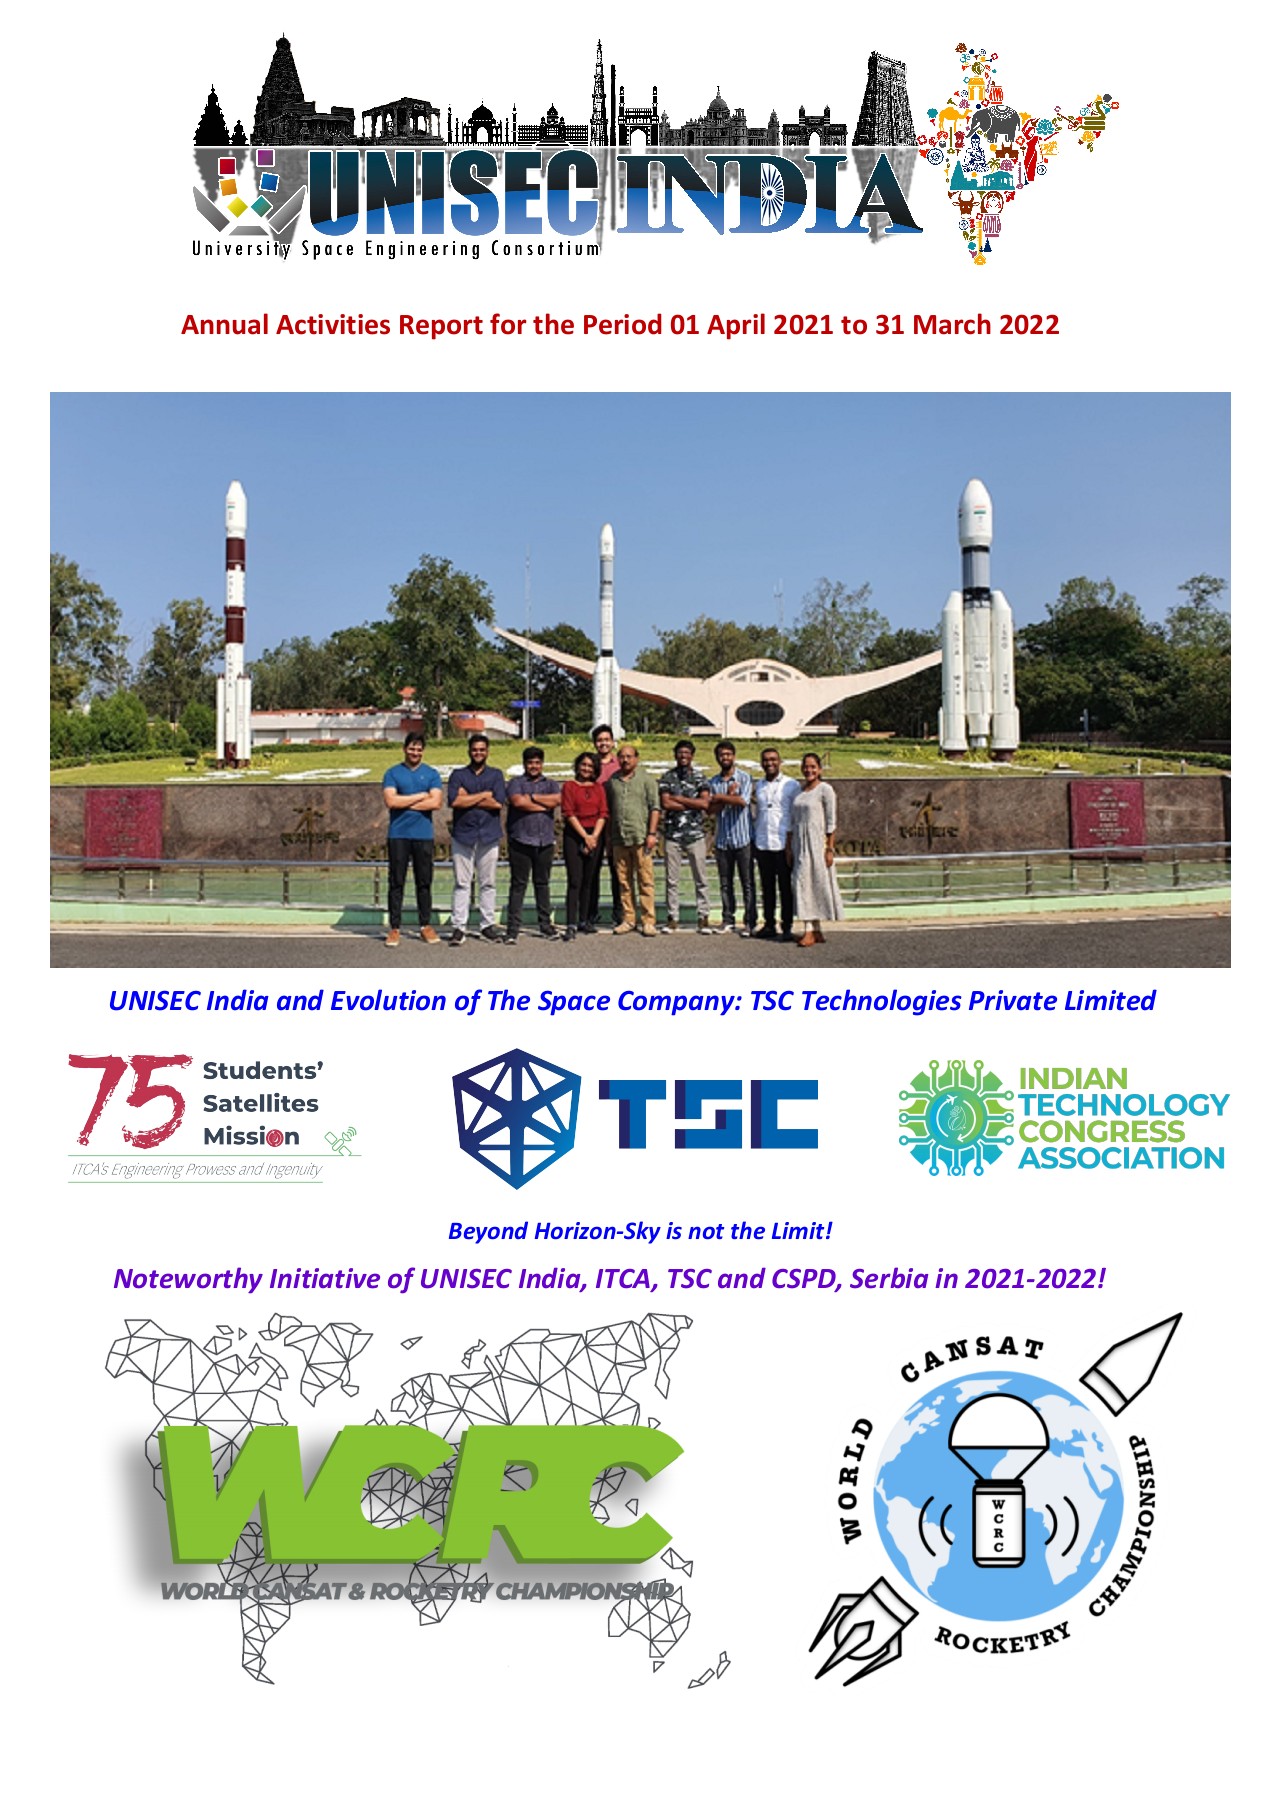 UNISEC INDIA
University Space Engineering Consortium
Annual Activities Report for the Period 01 April 2021 to 31 March 2022
UNISEC India and Evolution of The Space Company: TSC Technologies Private Limited
75 Students’
Satellites
Mission
ITCA's Engineering Prowess and Ingenuity
TSC
INDIAN
TECHNOLOGY
CONGRESS
ASSOCIATION
Beyond Horizon-Sky is not the Limit!
Noteworthy Initiative of UNISEC India, ITCA, TSC and CSPD, Serbia in 2021-2022!
WCRC
WORLD CANSAT & ROCKETRY CHAMPIONSHIP
WORLD CANSAT
ROCKETRY CHAMPIONSHIP
WCRC